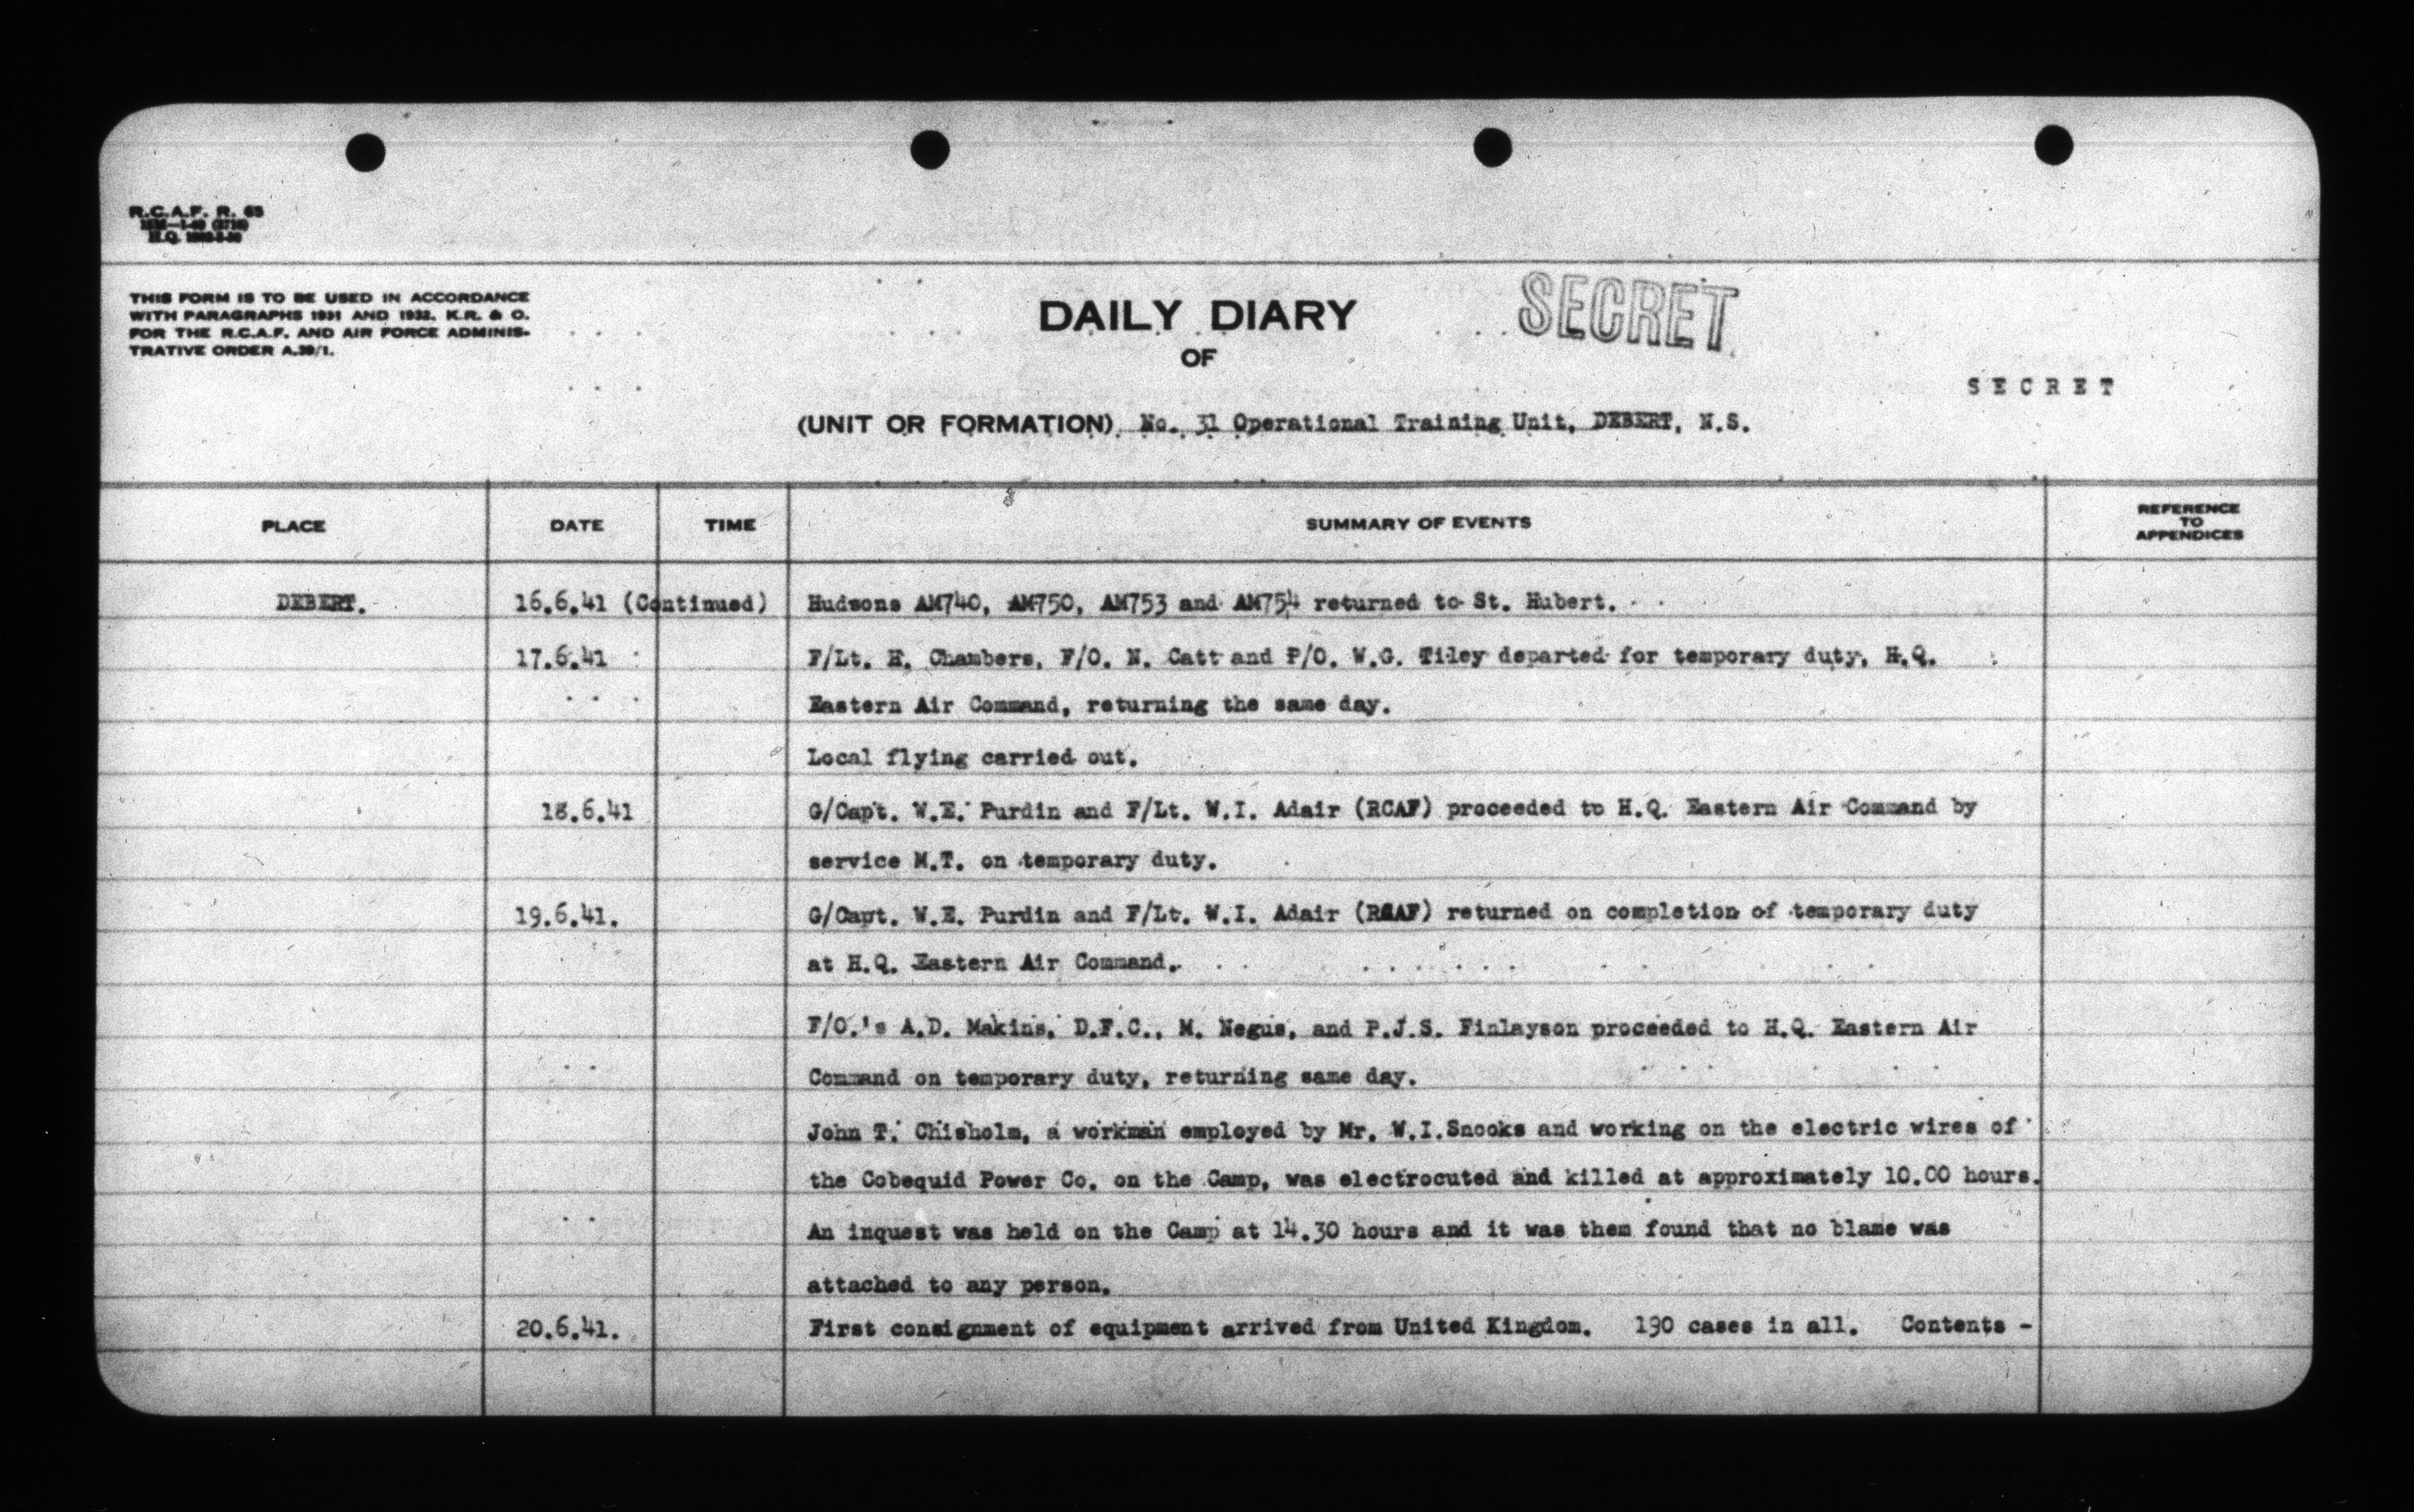 R.C.A.F. R. 65
THIS FORM IS TO BE USED IN ACCORDANCE
WITH PARAGRAPHS 1931 AND 1932, K.R. & O.
FOR THE R.C.A.F. AND AIR FORCE ADMINIS-
TRATIVE ORDER A.39/1.
DAILY DIARY
SECRET
OF
SECRET
(UNIT OR FORMATION) No. 31 Operational Training Unit, DEBERT, N.S.
PLACE DATE TIME SUMMARY OF EVENTS REFERENCE TO APPENDICES
DEBERT. 16.6.41 (Continued) Hudsons AM740, AM750, AM753 and AM754 returned to St. Hubert.
17.6.41 F/Lt. H. Chambers, F/O. N. Catt and P/O. W.G. Tiley departed for temporary duty, H.Q.
Eastern Air Command, returning the same day.
Local flying carried out.
18.6.41 G/Capt. W.E. Purdin and F/Lt. W.I. Adair (RCAF) proceeded to H.Q. Eastern Air Command by
service M.T. on temporary duty.
19.6.41. G/Capt. W.E. Purdin and F/Lt. W.I. Adair (RCAF) returned on completion of temporary duty
at H.Q. Eastern Air Command.
F/O.'s A.D. Makins, D.F.C., M. Negus, and P.J.S. Finlayson proceeded to H.Q. Eastern Air
Command on temporary duty, returning same day.
John T. Chisholm, a workman employed by Mr. W.I.Snooks and working on the electric wires of
the Cobequid Power Co. on the Camp, was electrocuted and killed at approximately 10.00 hours.
An inquest was held on the Camp at 14.30 hours and it was them found that no blame was
attached to any person.
20.6.41. First consignment of equipment arrived from United Kingdom. 190 cases in all. Contents -